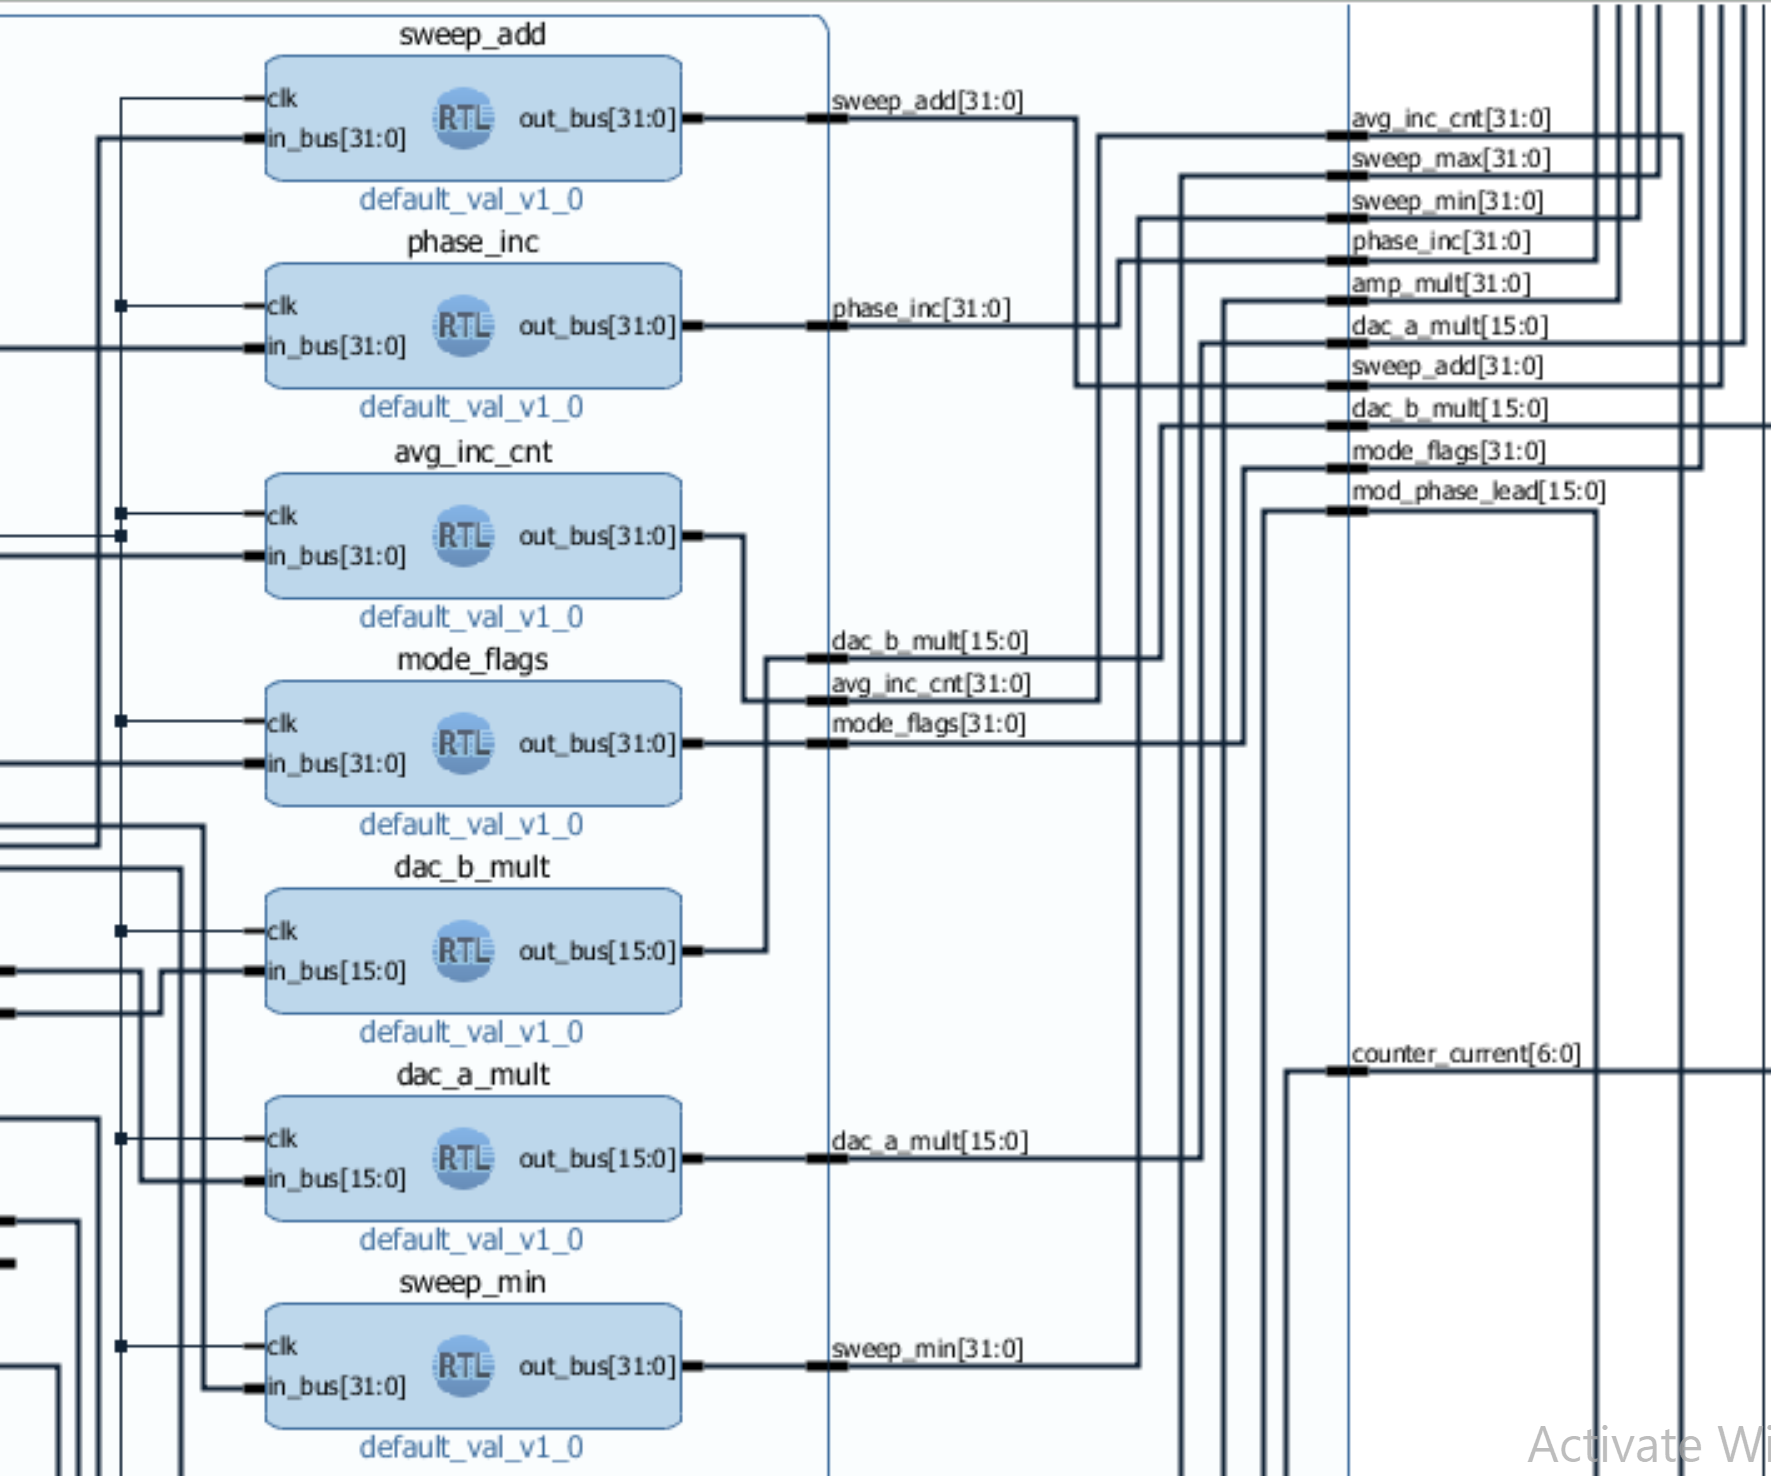 sweep_add
clk
in_bus[31:0]
RTL
out_bus[31:0]
default_val_v1_0
phase_inc
clk
in_bus[31:0]
RTL
out_bus[31:0]
default_val_v1_0
avg_inc_cnt
clk
in_bus[31:0]
RTL
out_bus[31:0]
default_val_v1_0
mode_flags
clk
in_bus[31:0]
RTL
out_bus[31:0]
default_val_v1_0
dac_b_mult
clk
in_bus[15:0]
RTL
out_bus[15:0]
default_val_v1_0
dac_a_mult
clk
in_bus[15:0]
RTL
out_bus[15:0]
default_val_v1_0
sweep_min
clk
in_bus[31:0]
RTL
out_bus[31:0]
default_val_v1_0
sweep_add[31:0]
phase_inc[31:0]
dac_b_mult[15:0]
avg_inc_cnt[31:0]
mode_flags[31:0]
dac_a_mult[15:0]
sweep_min[31:0]
avg_inc_cnt[31:0]
sweep_max[31:0]
sweep_min[31:0]
phase_inc[31:0]
amp_mult[31:0]
dac_a_mult[15:0]
sweep_add[31:0]
dac_b_mult[15:0]
mode_flags[31:0]
mod_phase_lead[15:0]
counter_current[6:0]
Activate Wi